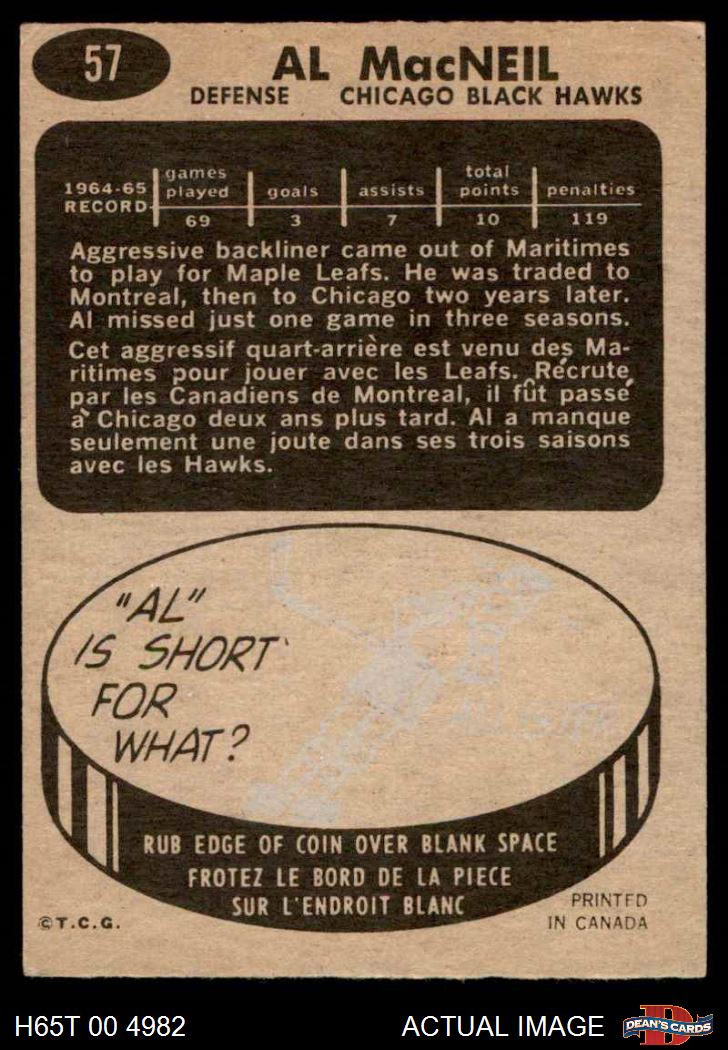 57
AL MacNEIL
DEFENSE CHICAGO BLACK HAWKS
1964-65 RECORD games played goals assists total points penalties
69 3 7 10 119
Aggressive backliner came out of Maritimes
to play for Maple Leafs. He was traded to
Montreal, then to Chicago two years later.
Al missed just one game in three seasons.
Cet aggressif quart-arrière est venu des Ma-
ritimes pour jouer avec les Leafs. Récruté
par les Canadiens de Montreal, il fût passé
à Chicago deux ans plus tard. Al a manque
seulement une joute dans ses trois saisons
avec les Hawks.
"AL"
IS SHORT
FOR
WHAT?
RUB EDGE OF COIN OVER BLANK SPACE
FROTEZ LE BORD DE LA PIECE
SUR L'ENDROIT BLANC
©T.C.G.
PRINTED
IN CANADA
H65T 00 4982 ACTUAL IMAGE DEAN'S CARDS